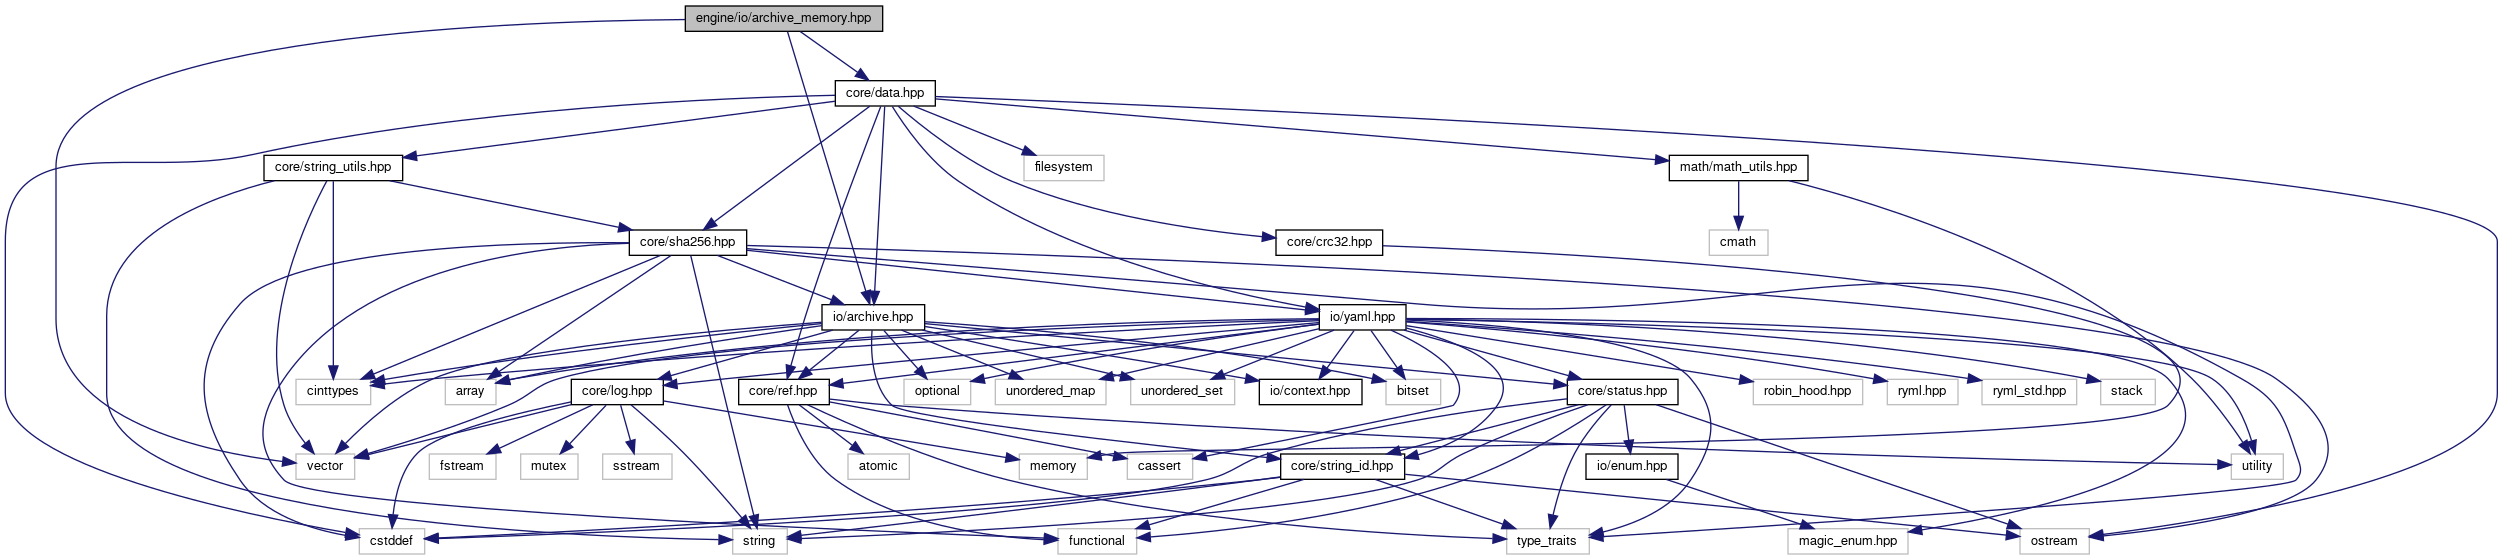 engine/io/archive_memory.hpp
core/data.hpp
core/string_utils.hpp
filesystem
math/math_utils.hpp
core/sha256.hpp
core/crc32.hpp
cmath
io/archive.hpp
io/yaml.hpp
cinttypes
array
core/log.hpp
core/ref.hpp
optional
unordered_map
unordered_set
io/context.hpp
bitset
core/status.hpp
robin_hood.hpp
ryml.hpp
ryml_std.hpp
stack
vector
fstream
mutex
sstream
atomic
memory
cassert
core/string_id.hpp
io/enum.hpp
utility
cstddef
string
functional
type_traits
magic_enum.hpp
ostream